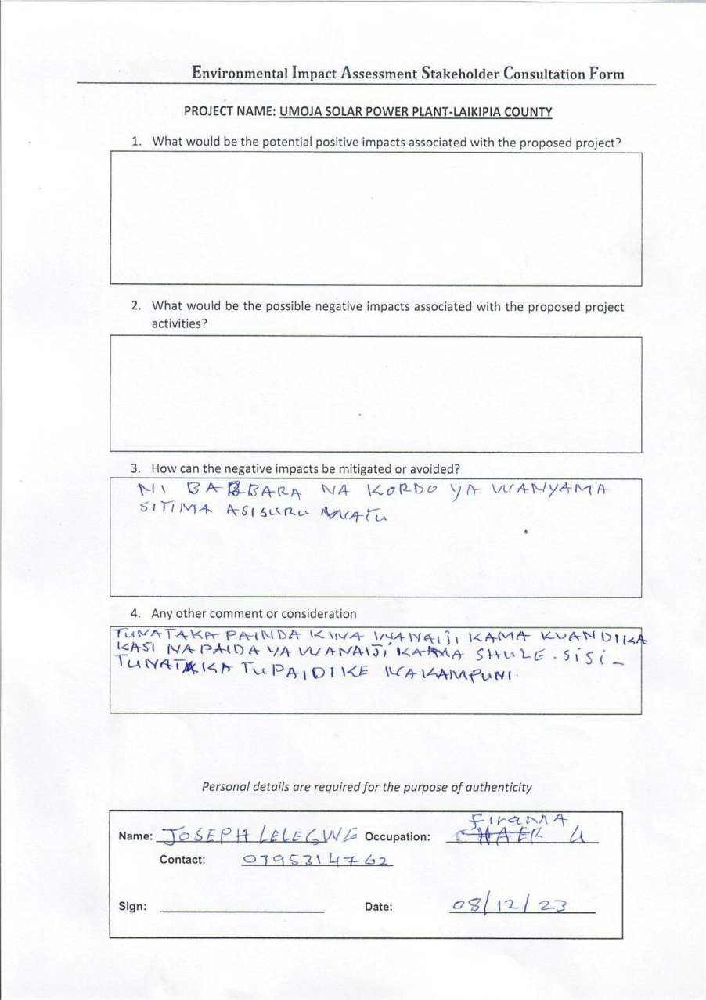 Environmental Impact Assessment Stakeholder Consultation Form
PROJECT NAME: UMOJA SOLAR POWER PLANT-LAIKIPIA COUNTY
1. What would be the potential positive impacts associated with the proposed project?
2. What would be the possible negative impacts associated with the proposed project
activities?
3. How can the negative impacts be mitigated or avoided?
NI BARBARA NA KORDO YA WANYAMA
SITIMA ASISURU WATU
4. Any other comment or consideration
TUNATAKA PAINDA KWA WANAIJI KAMA KUANDIKA
KASI NA PAIDA YA WANAIJI KAMA SHULE. SISI -
TUNATAKA TUPAIDIKE WA KAMPUNI.
Personal details are required for the purpose of authenticity
Name: JOSEPH LELEGWE Occupation:
Contact: 0795314762
Sign: Date: 08/12/23